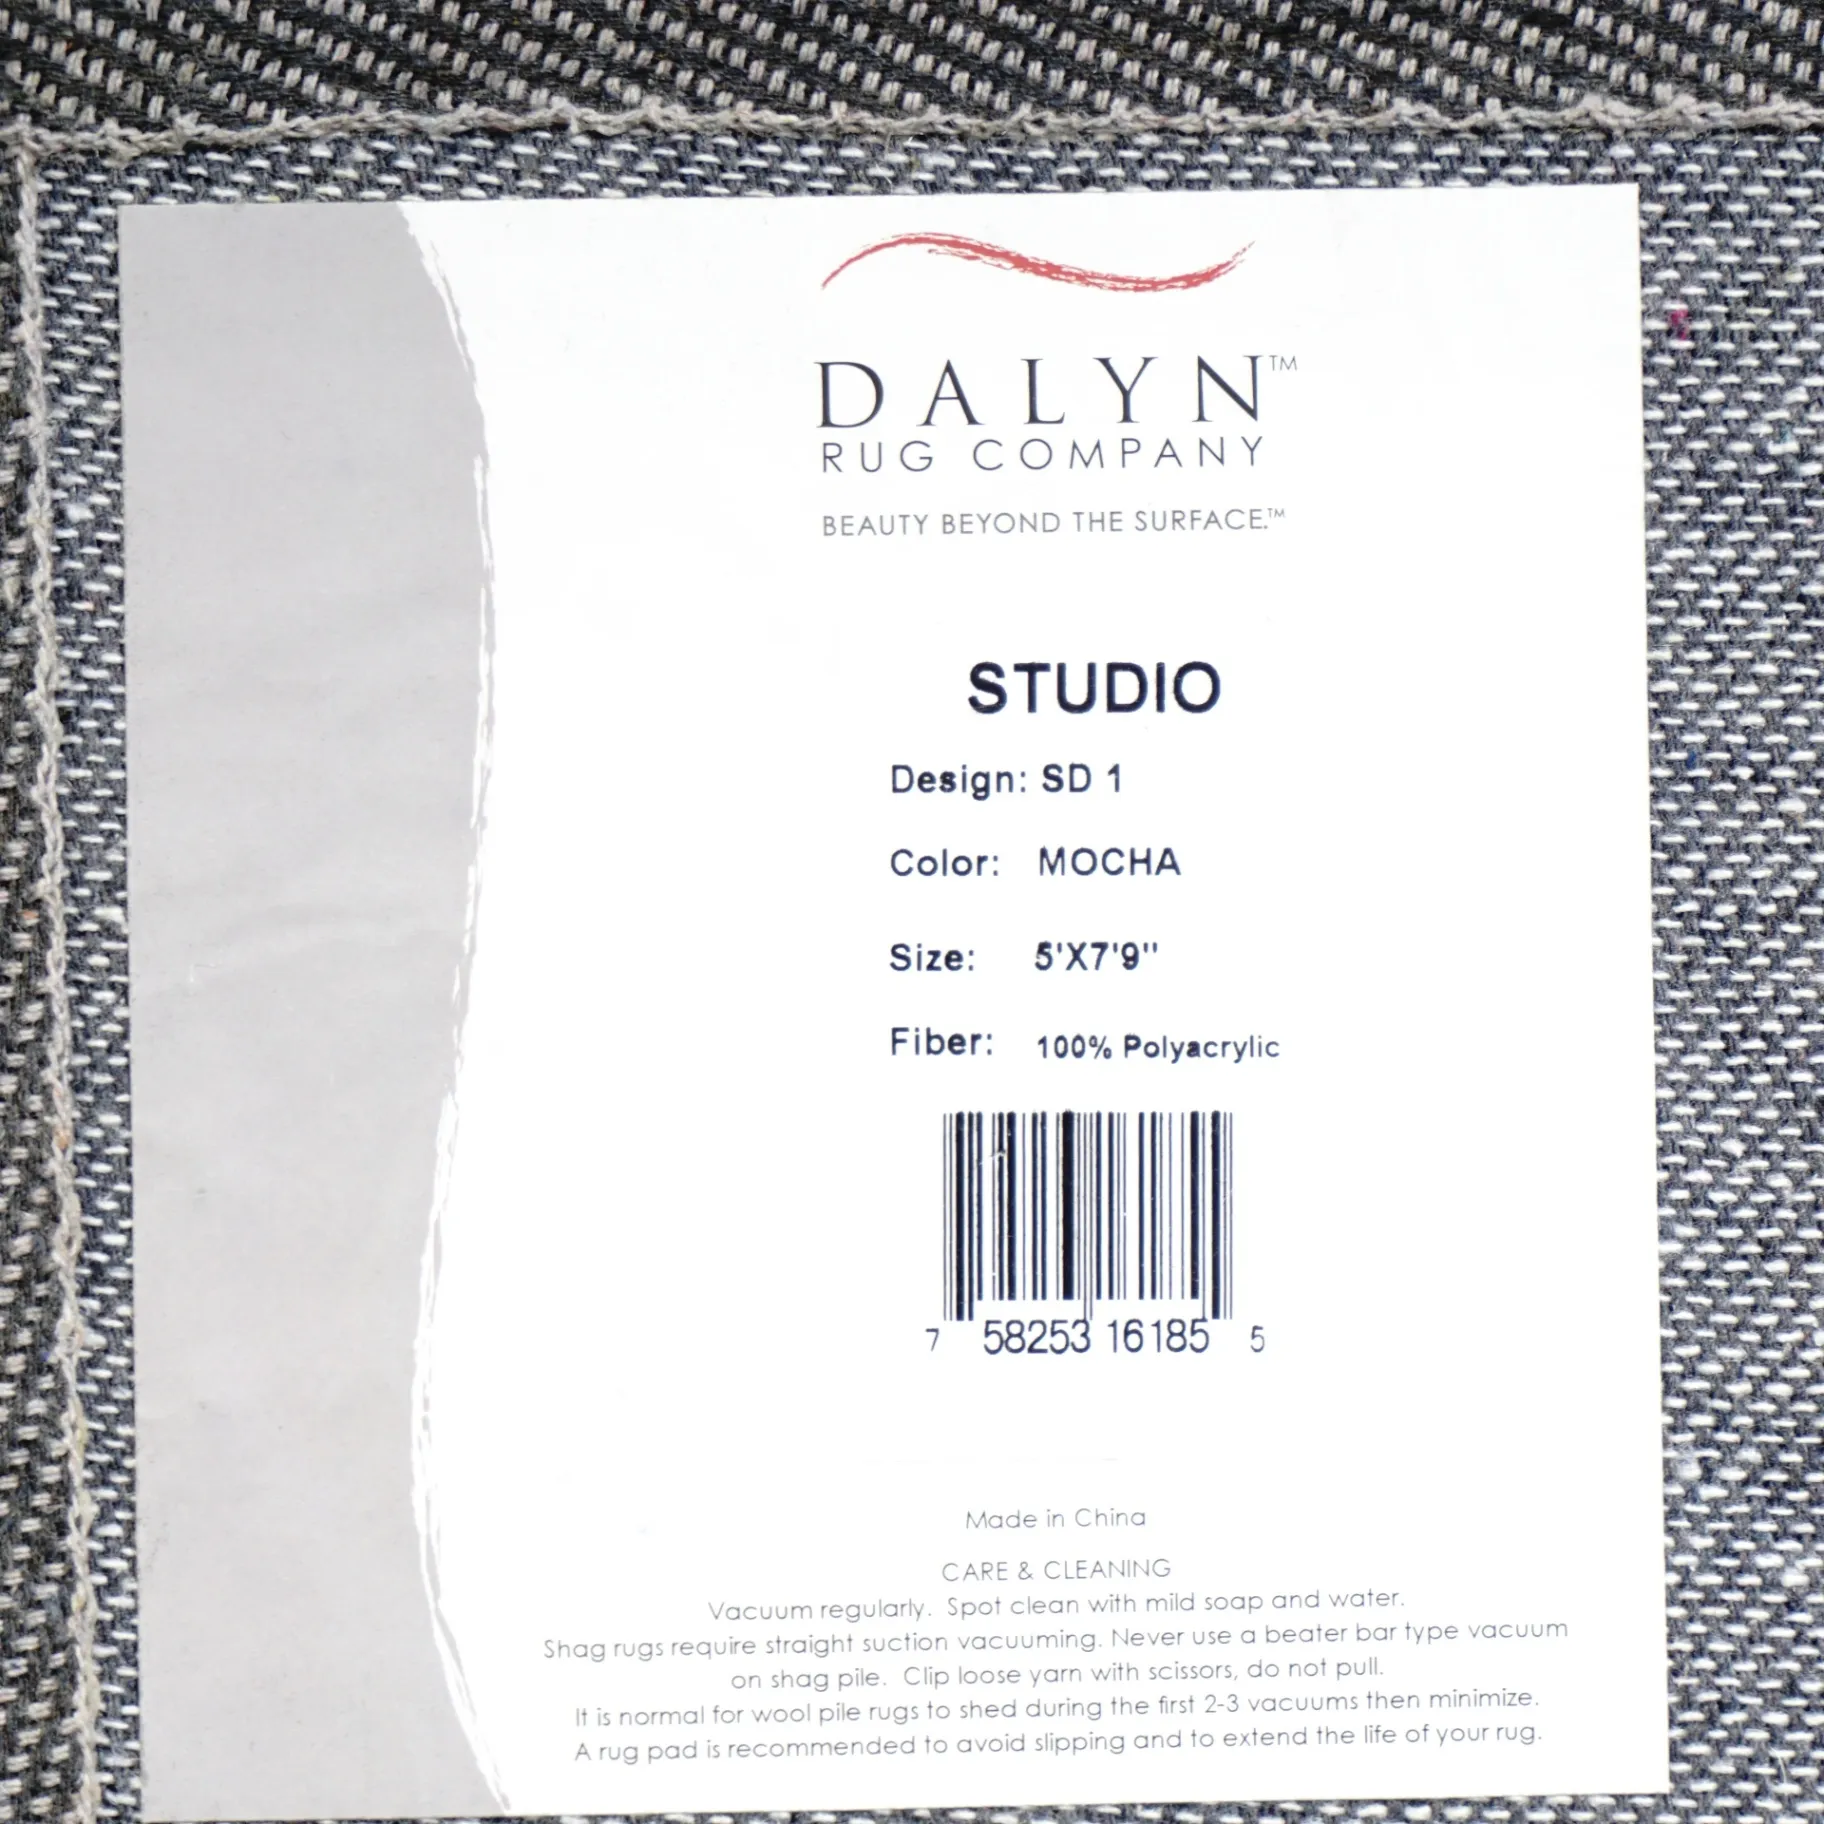 DALYN™
RUG COMPANY
BEAUTY BEYOND THE SURFACE.™
STUDIO
Design: SD 1
Color: MOCHA
Size: 5'X7'9"
Fiber: 100% Polyacrylic
7 58253 16185 5
Made in China
CARE & CLEANING
Vacuum regularly. Spot clean with mild soap and water.
Shag rugs require straight suction vacuuming. Never use a beater bar type vacuum
on shag pile. Clip loose yarn with scissors, do not pull.
It is normal for wool pile rugs to shed during the first 2-3 vacuums then minimize.
A rug pad is recommended to avoid slipping and to extend the life of your rug.